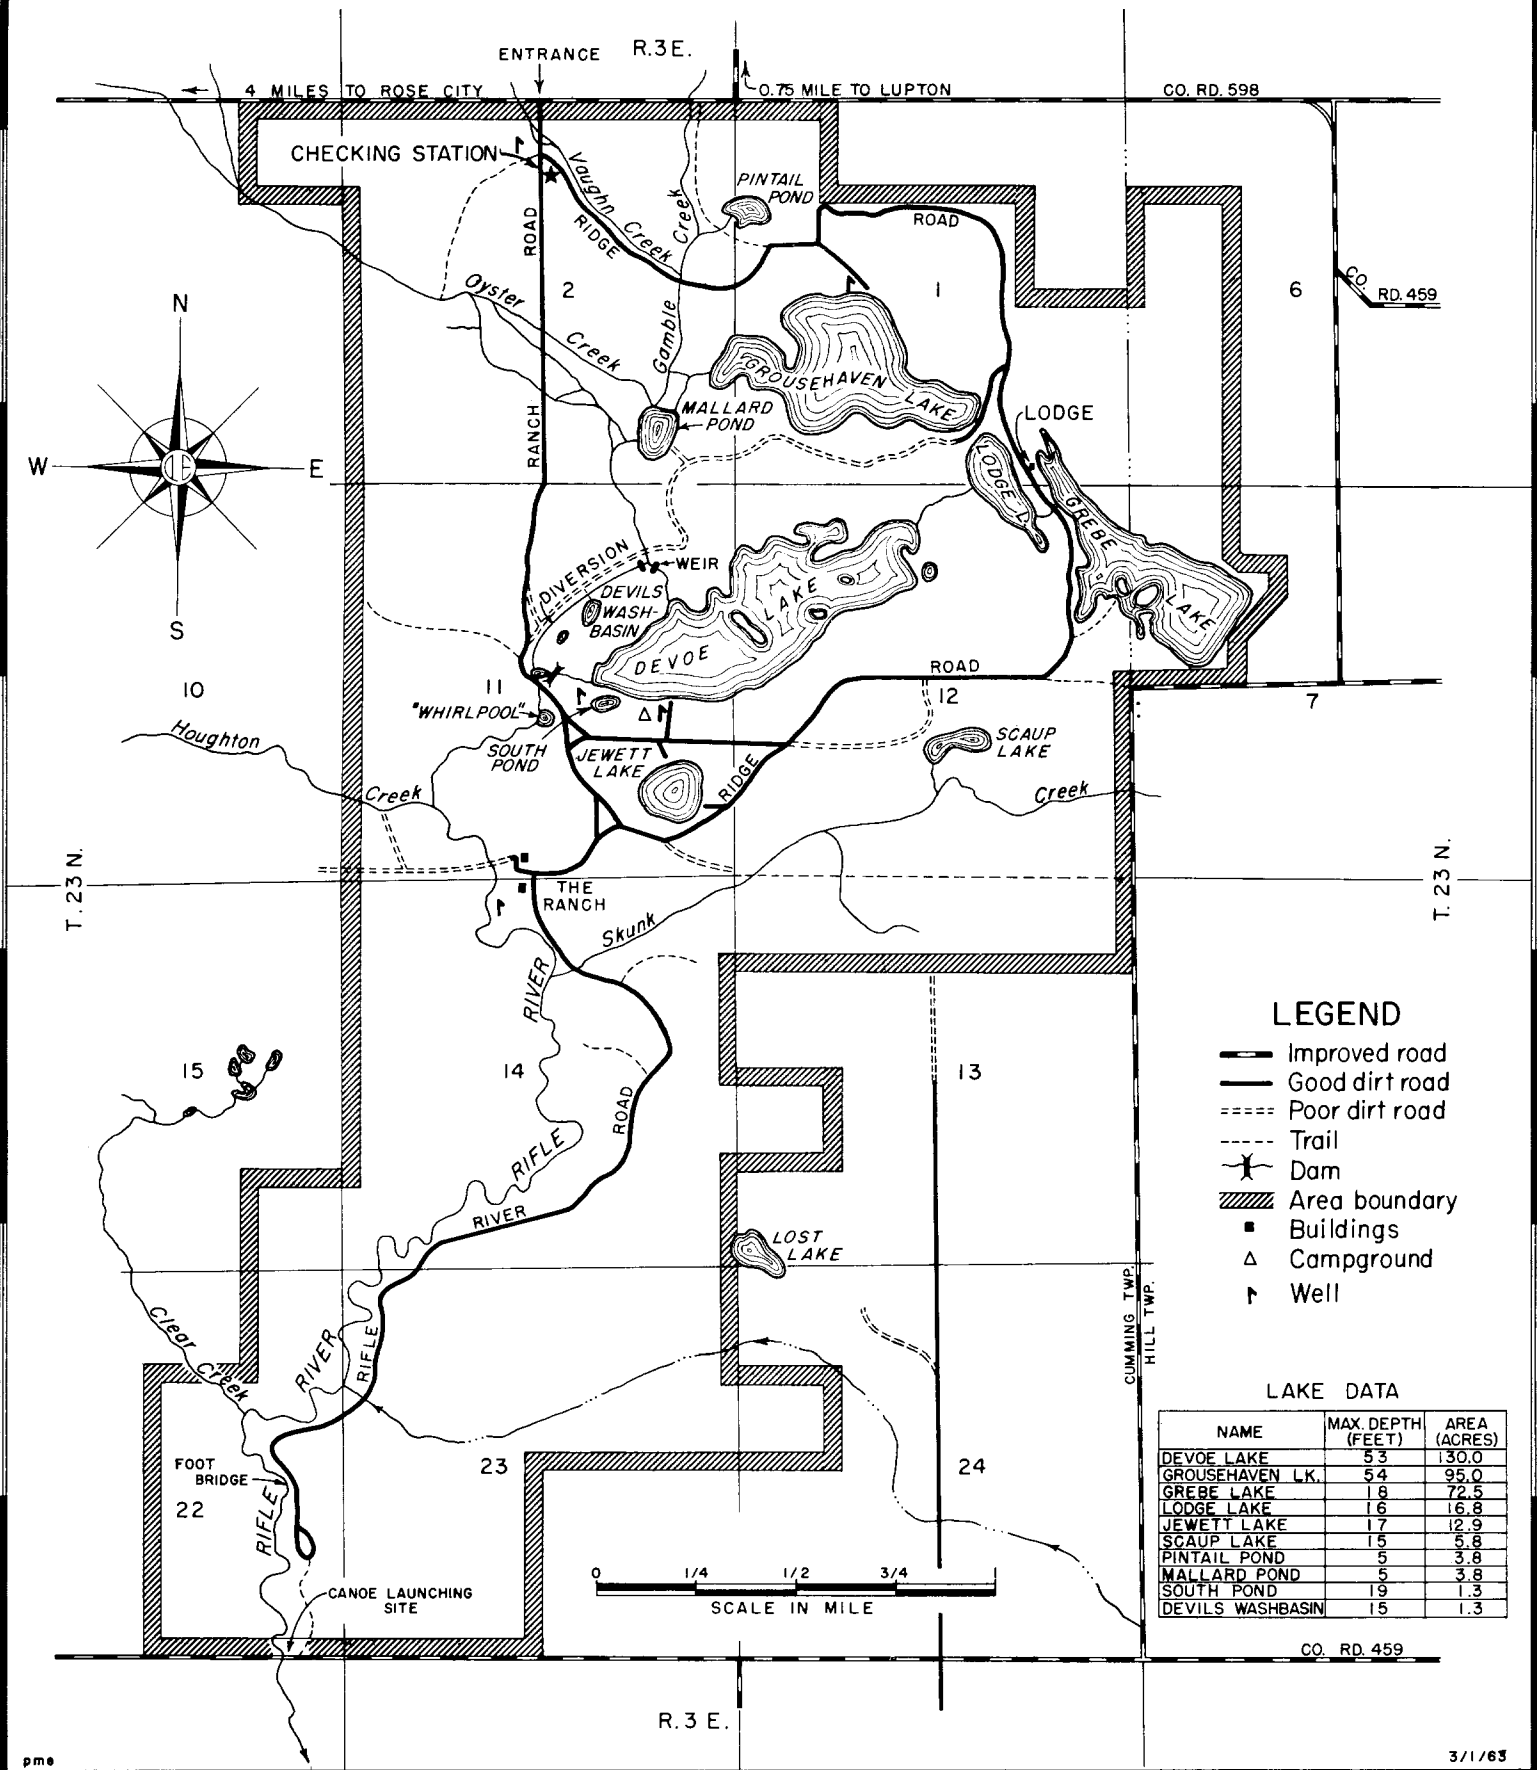 ENTRANCE
R.3E.
4 MILES TO ROSE CITY
0.75 MILE TO LUPTON
CO. RD. 598
CHECKING STATION
Vaughn Creek
Creek
PINTAIL
POND
ROAD
RIDGE
ROAD
Oyster
Creek
2
1
6
CO.
RD. 459
N
Gamble
GROUSEHAVEN
LAKE
MALLARD
POND
RANCH
LODGE
W
E
LODGE L.
GREBE
LAKE
DIVERSION
WEIR
DEVILS
WASH-
BASIN
LAKE
DEVOE
S
ROAD
10
11
12
7
"WHIRLPOOL"
Houghton
SOUTH
POND
JEWETT
LAKE
SCAUP
LAKE
RIDGE
Creek
Creek
T. 23 N.
T. 23 N.
THE
RANCH
Skunk
RIVER
LEGEND
Improved road
Good dirt road
Poor dirt road
Trail
Dam
Area boundary
Buildings
Campground
Well
15
14
13
ROAD
RIFLE
RIVER
LOST
LAKE
Clear Creek
RIVER
RIFLE
CUMMING TWP.
HILL TWP.
FOOT
BRIDGE
22
23
24
RIFLE
CANOE LAUNCHING
SITE
0 1/4 1/2 3/4 1
SCALE IN MILE
LAKE DATA
NAME MAX. DEPTH (FEET) AREA (ACRES)
DEVOE LAKE 53 130.0
GROUSEHAVEN LK. 54 95.0
GREBE LAKE 18 72.5
LODGE LAKE 16 16.8
JEWETT LAKE 17 12.9
SCAUP LAKE 15 5.8
PINTAIL POND 5 3.8
MALLARD POND 5 3.8
SOUTH POND 19 1.3
DEVILS WASHBASIN 15 1.3
CO. RD. 459
R. 3 E.
pme
3/1/63